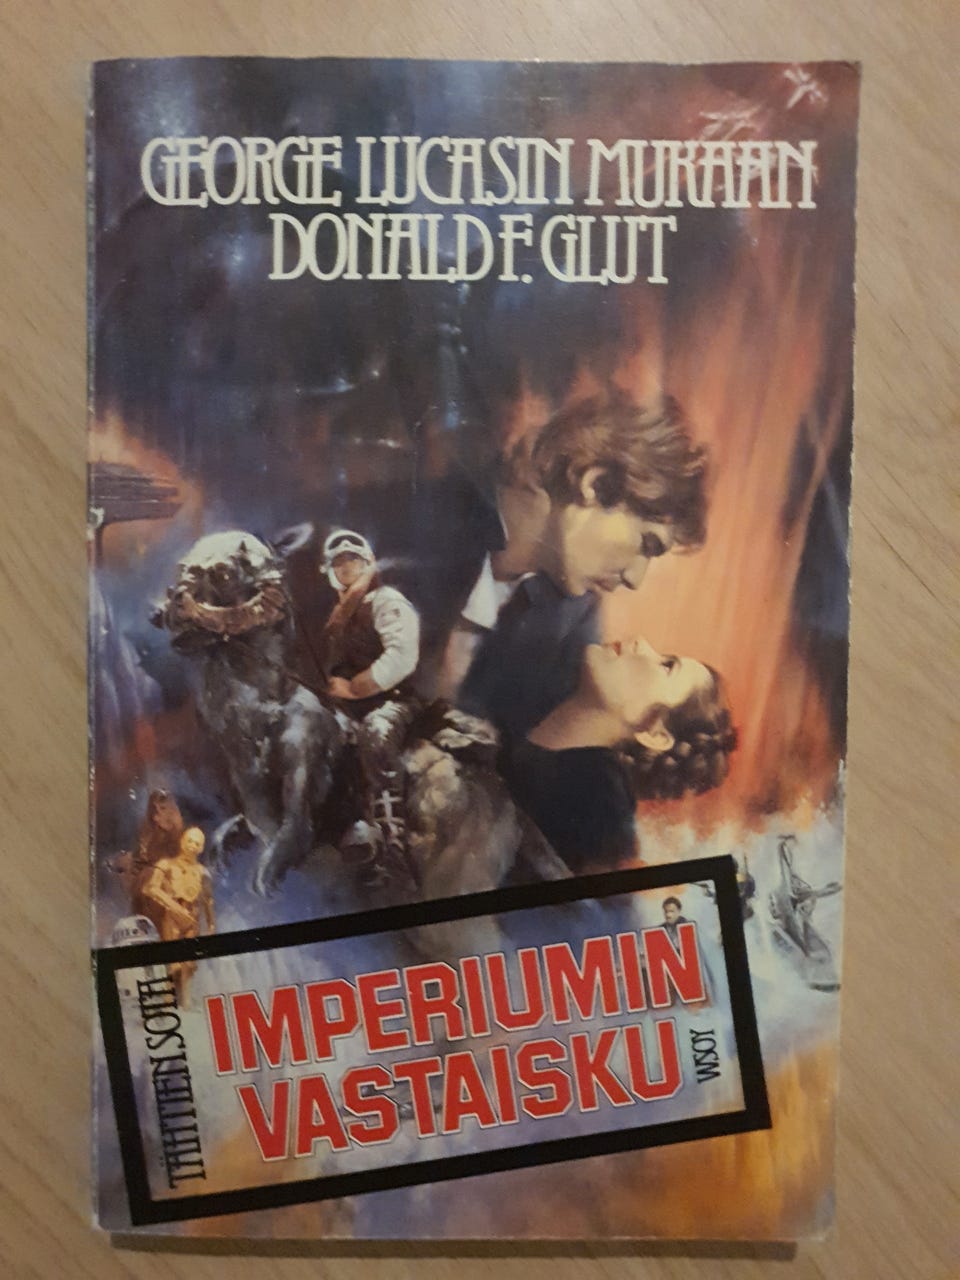 GEORGE LUCASIN MUKAAN
DONALD F. GLUT
TÄHTIEN SOTA
IMPERIUMIN
VASTAISKU
WSOY